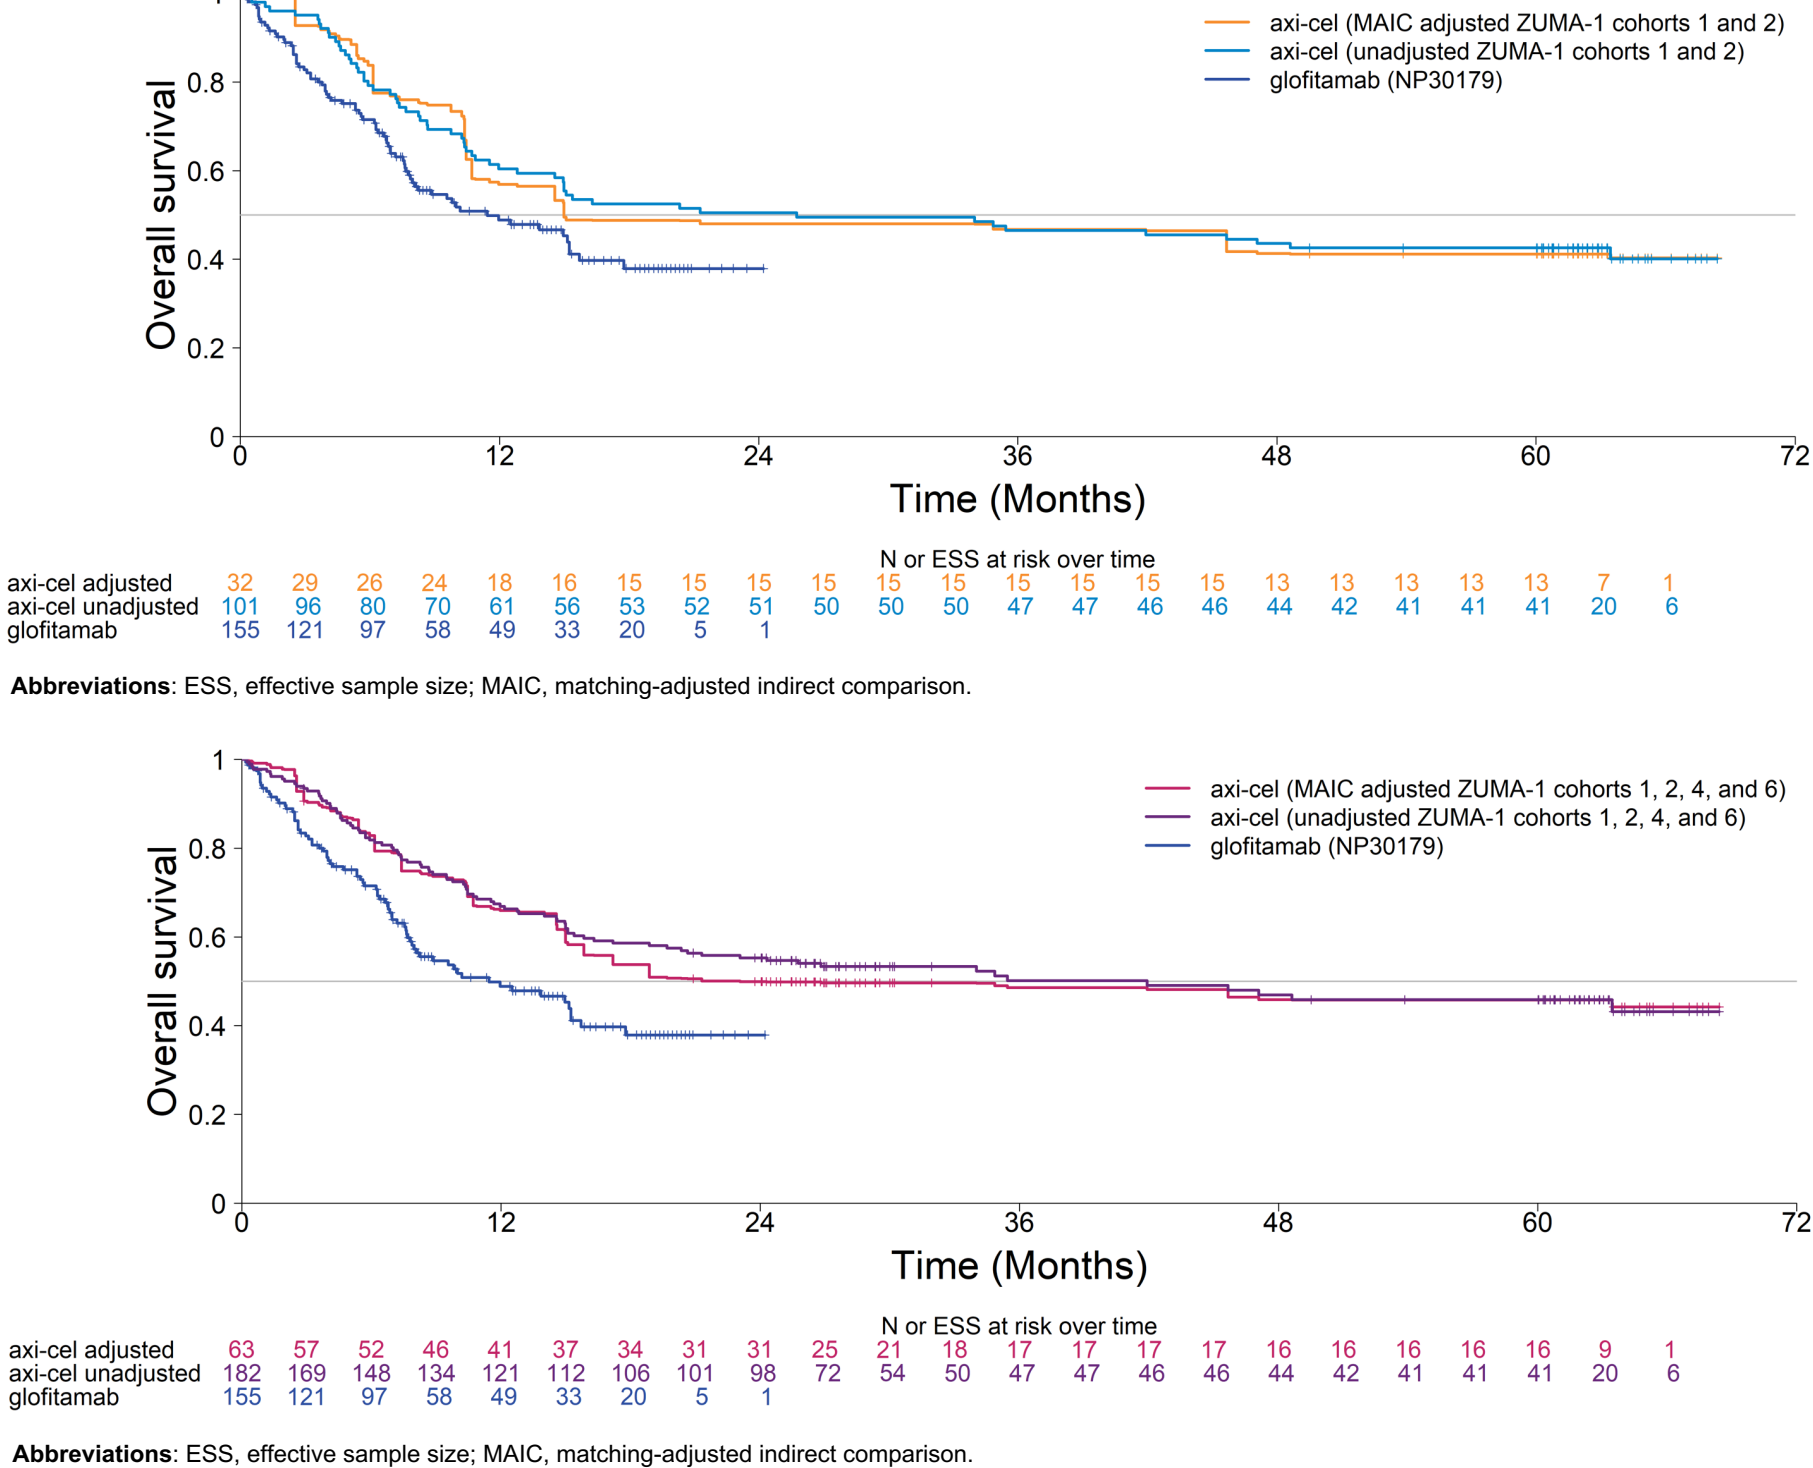 axi-cel (MAIC adjusted ZUMA-1 cohorts 1 and 2)
axi-cel (unadjusted ZUMA-1 cohorts 1 and 2)
glofitamab (NP30179)
Overall survival
0.8
0.6
0.4
0.2
0
0 12 24 36 48 60 72
Time (Months)
N or ESS at risk over time
axi-cel adjusted 32 29 26 24 18 16 15 15 15 15 15 15 15 15 15 15 13 13 13 13 13 7 1
axi-cel unadjusted 101 96 80 70 61 56 53 52 51 50 50 50 47 47 46 46 44 42 41 41 41 20 6
glofitamab 155 121 97 58 49 33 20 5 1
Abbreviations: ESS, effective sample size; MAIC, matching-adjusted indirect comparison.
axi-cel (MAIC adjusted ZUMA-1 cohorts 1, 2, 4, and 6)
axi-cel (unadjusted ZUMA-1 cohorts 1, 2, 4, and 6)
glofitamab (NP30179)
Overall survival
1
0.8
0.6
0.4
0.2
0
0 12 24 36 48 60 72
Time (Months)
N or ESS at risk over time
axi-cel adjusted 63 57 52 46 41 37 34 31 31 25 21 18 17 17 17 17 16 16 16 16 16 9 1
axi-cel unadjusted 182 169 148 134 121 112 106 101 98 72 54 50 47 47 46 46 44 42 41 41 41 20 6
glofitamab 155 121 97 58 49 33 20 5 1
Abbreviations: ESS, effective sample size; MAIC, matching-adjusted indirect comparison.